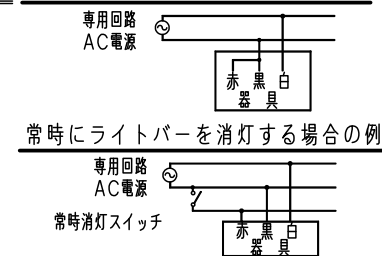 専用回路
AC電源
赤 黒 白
器 具
常時にライトバーを消灯する場合の例
専用回路
AC電源
常時消灯スイッチ
赤 黒 白
器 具